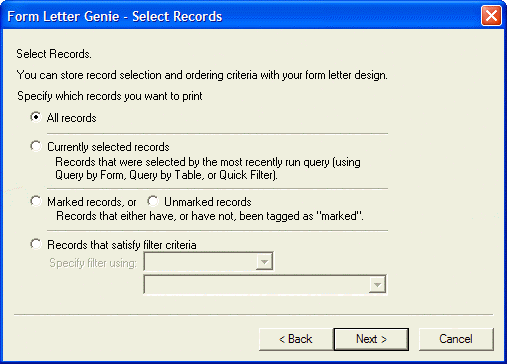 Form Letter Genie - Select Records
Select Records.
You can store record selection and ordering criteria with your form letter design.
Specify which records you want to print
All records
Currently selected records
Records that were selected by the most recently run query (using
Query by Form, Query by Table, or Quick Filter).
Marked records, or Unmarked records
Records that either have, or have not, been tagged as "marked".
Records that satisfy filter criteria
Specify filter using:
< Back Next > Cancel